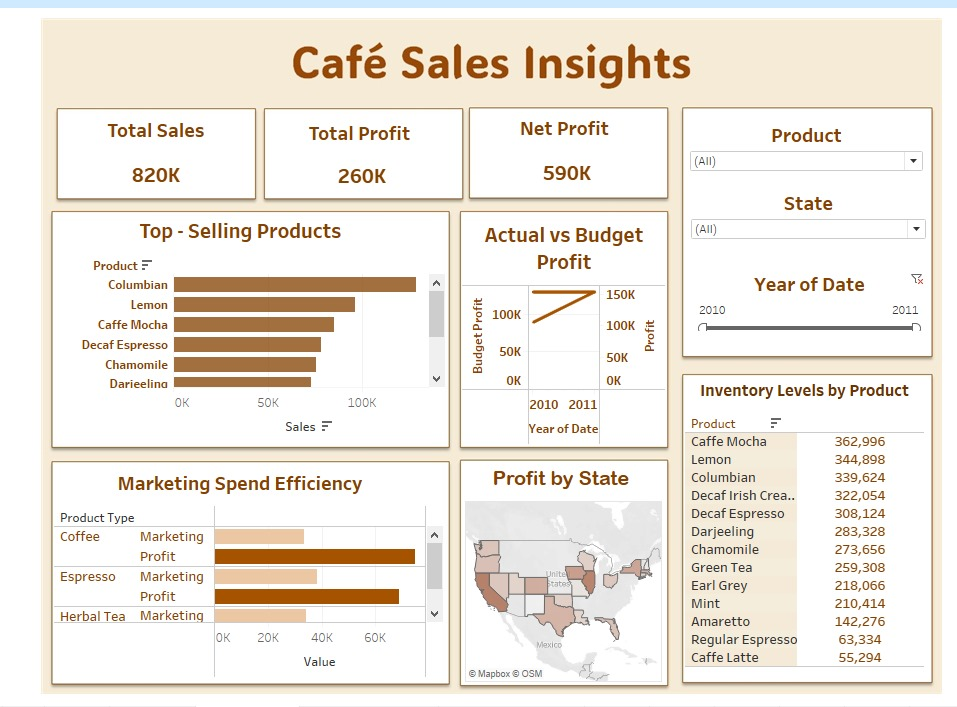 Café Sales Insights
Total Sales
820K
Total Profit
260K
Net Profit
590K
Product
(All)
State
(All)
Year of Date
2010 2011
Top - Selling Products
Product
Columbian
Lemon
Caffe Mocha
Decaf Espresso
Chamomile
Darjeeling
0K 50K 100K
Sales
Actual vs Budget
Profit
Budget Profit
100K
50K
0K
150K
100K
50K
0K
Profit
2010 2011
Year of Date
Marketing Spend Efficiency
Product Type
Coffee Marketing
Profit
Espresso Marketing
Profit
Herbal Tea Marketing
0K 20K 40K 60K
Value
Profit by State
United
States
Mexico
© Mapbox © OSM
Inventory Levels by Product
Product
Caffe Mocha 362,996
Lemon 344,898
Columbian 339,624
Decaf Irish Crea.. 322,054
Decaf Espresso 308,124
Darjeeling 283,328
Chamomile 273,656
Green Tea 259,308
Earl Grey 218,066
Mint 210,414
Amaretto 142,276
Regular Espresso 63,334
Caffe Latte 55,294